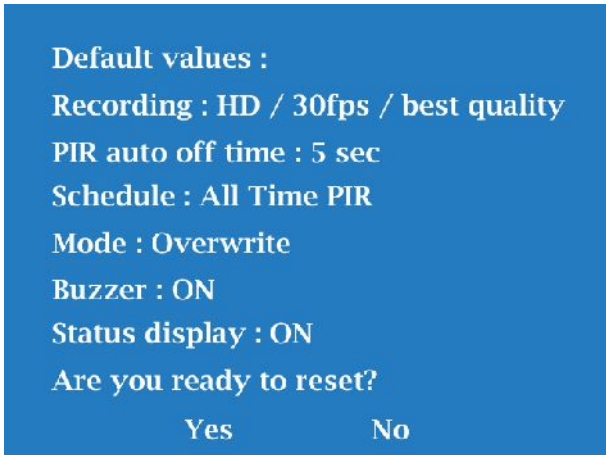 Default values :
Recording : HD / 30fps / best quality
PIR auto off time : 5 sec
Schedule : All Time PIR
Mode : Overwrite
Buzzer : ON
Status display : ON
Are you ready to reset?
Yes No